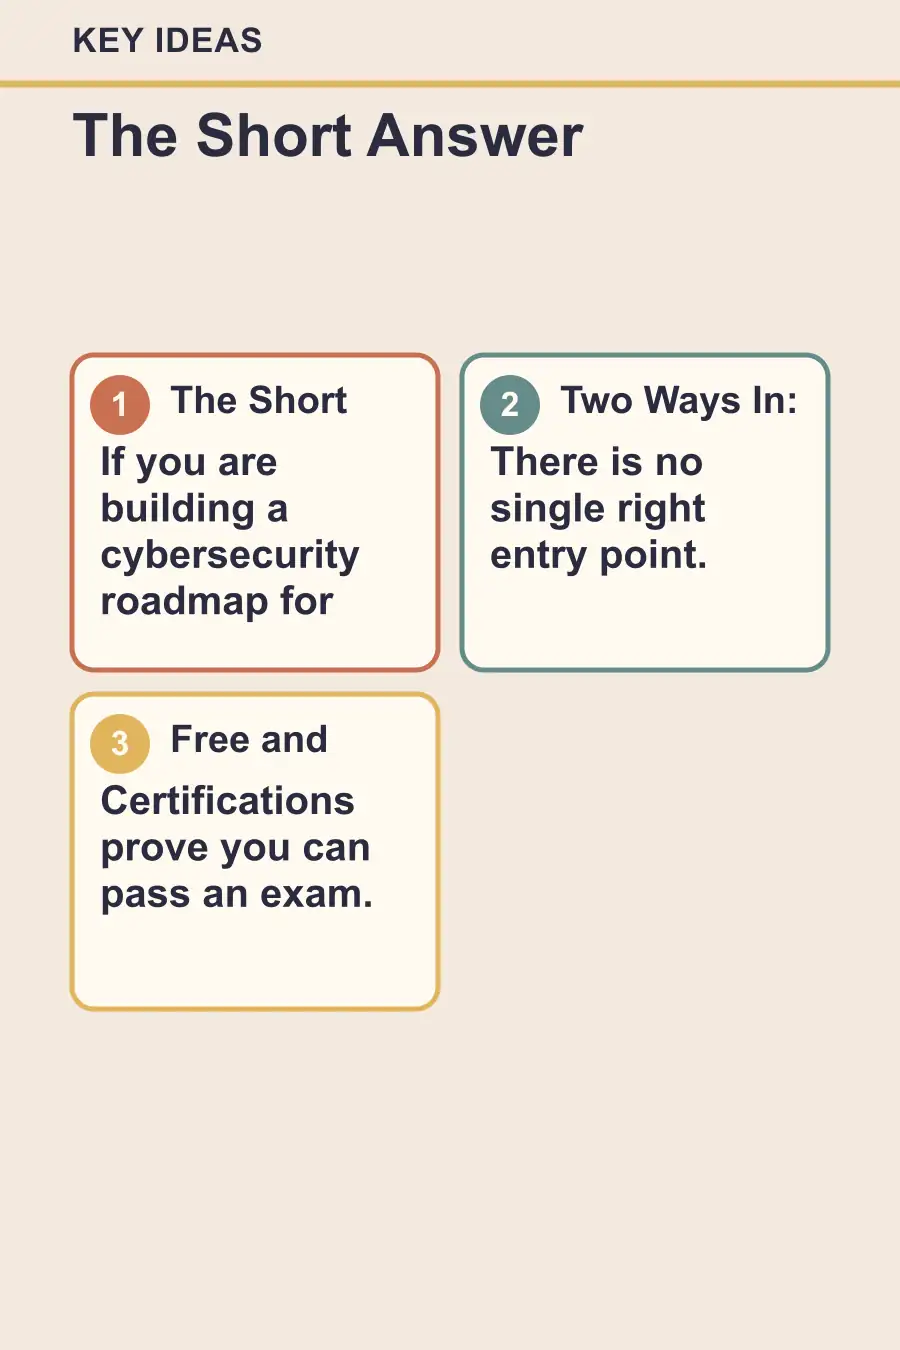 KEY IDEAS
The Short Answer
1 The Short
If you are
building a
cybersecurity
roadmap for
2 Two Ways In:
There is no
single right
entry point.
3 Free and
Certifications
prove you can
pass an exam.